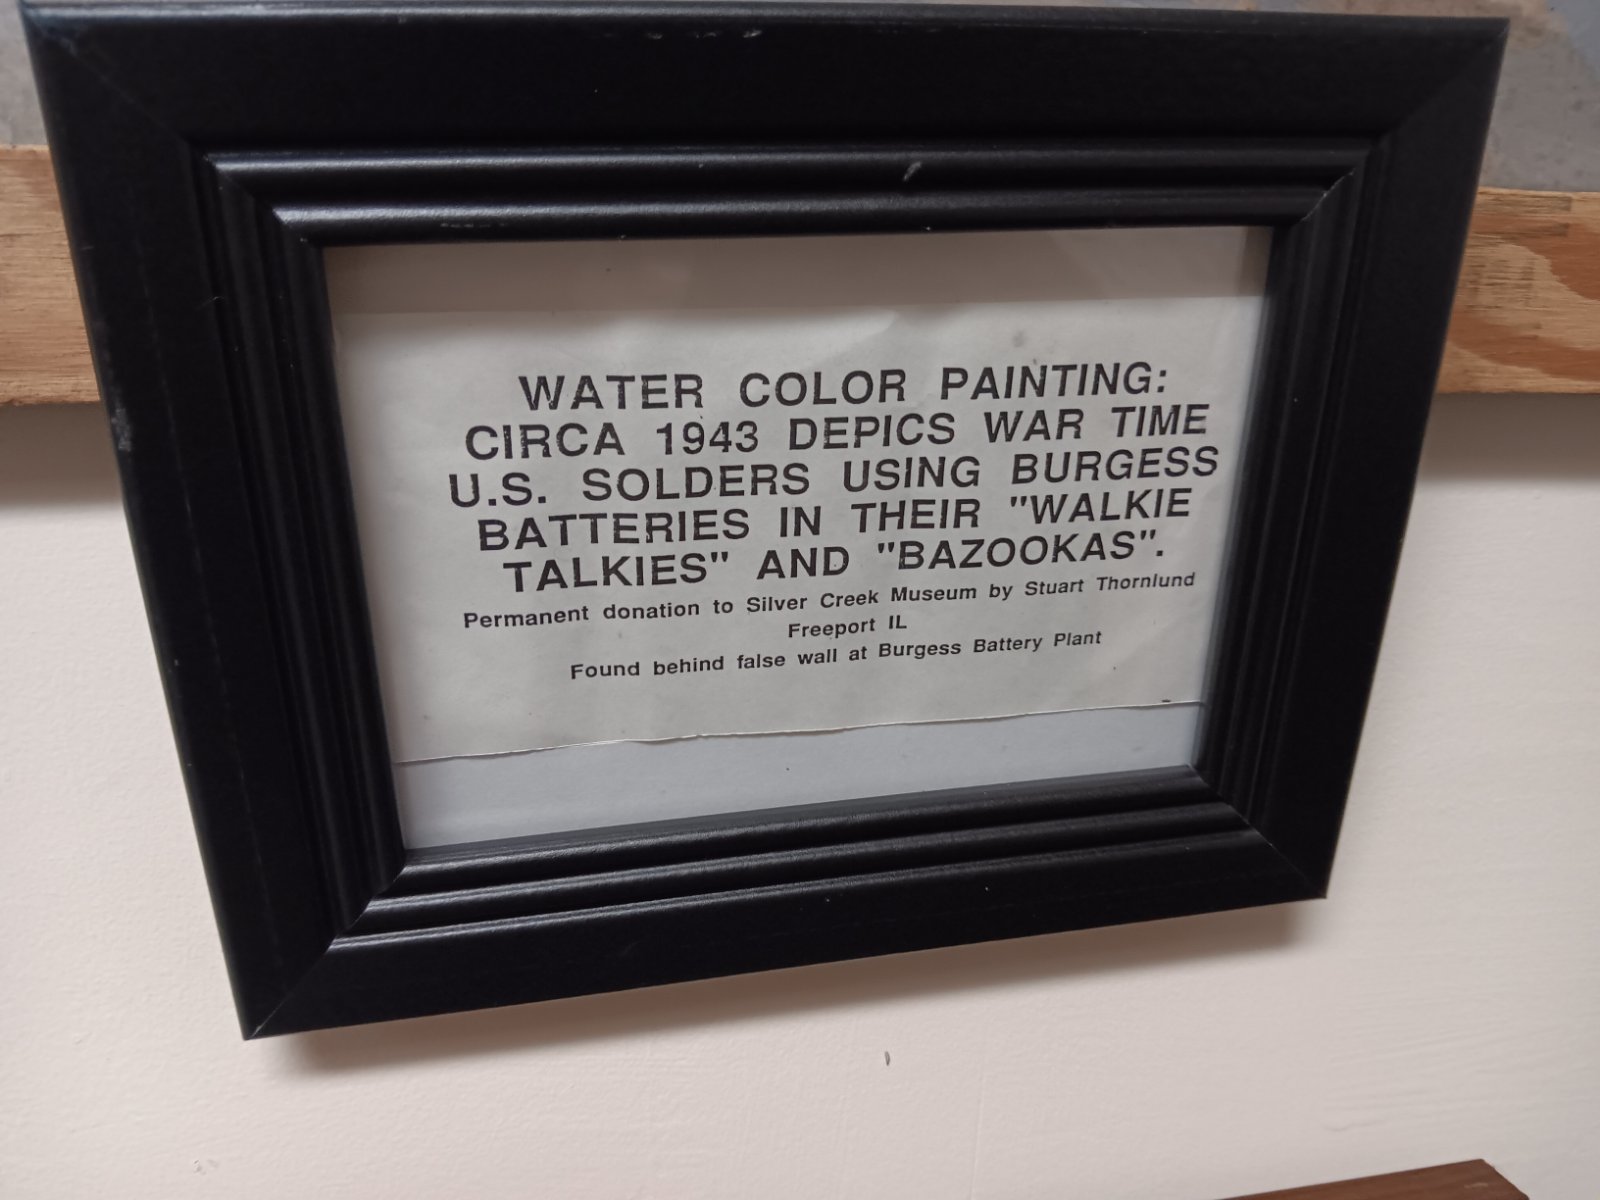 WATER COLOR PAINTING:
CIRCA 1943 DEPICS WAR TIME
U.S. SOLDERS USING BURGESS
BATTERIES IN THEIR "WALKIE
TALKIES" AND "BAZOOKAS".
Permanent donation to Silver Creek Museum by Stuart Thornlund
Freeport IL
Found behind false wall at Burgess Battery Plant